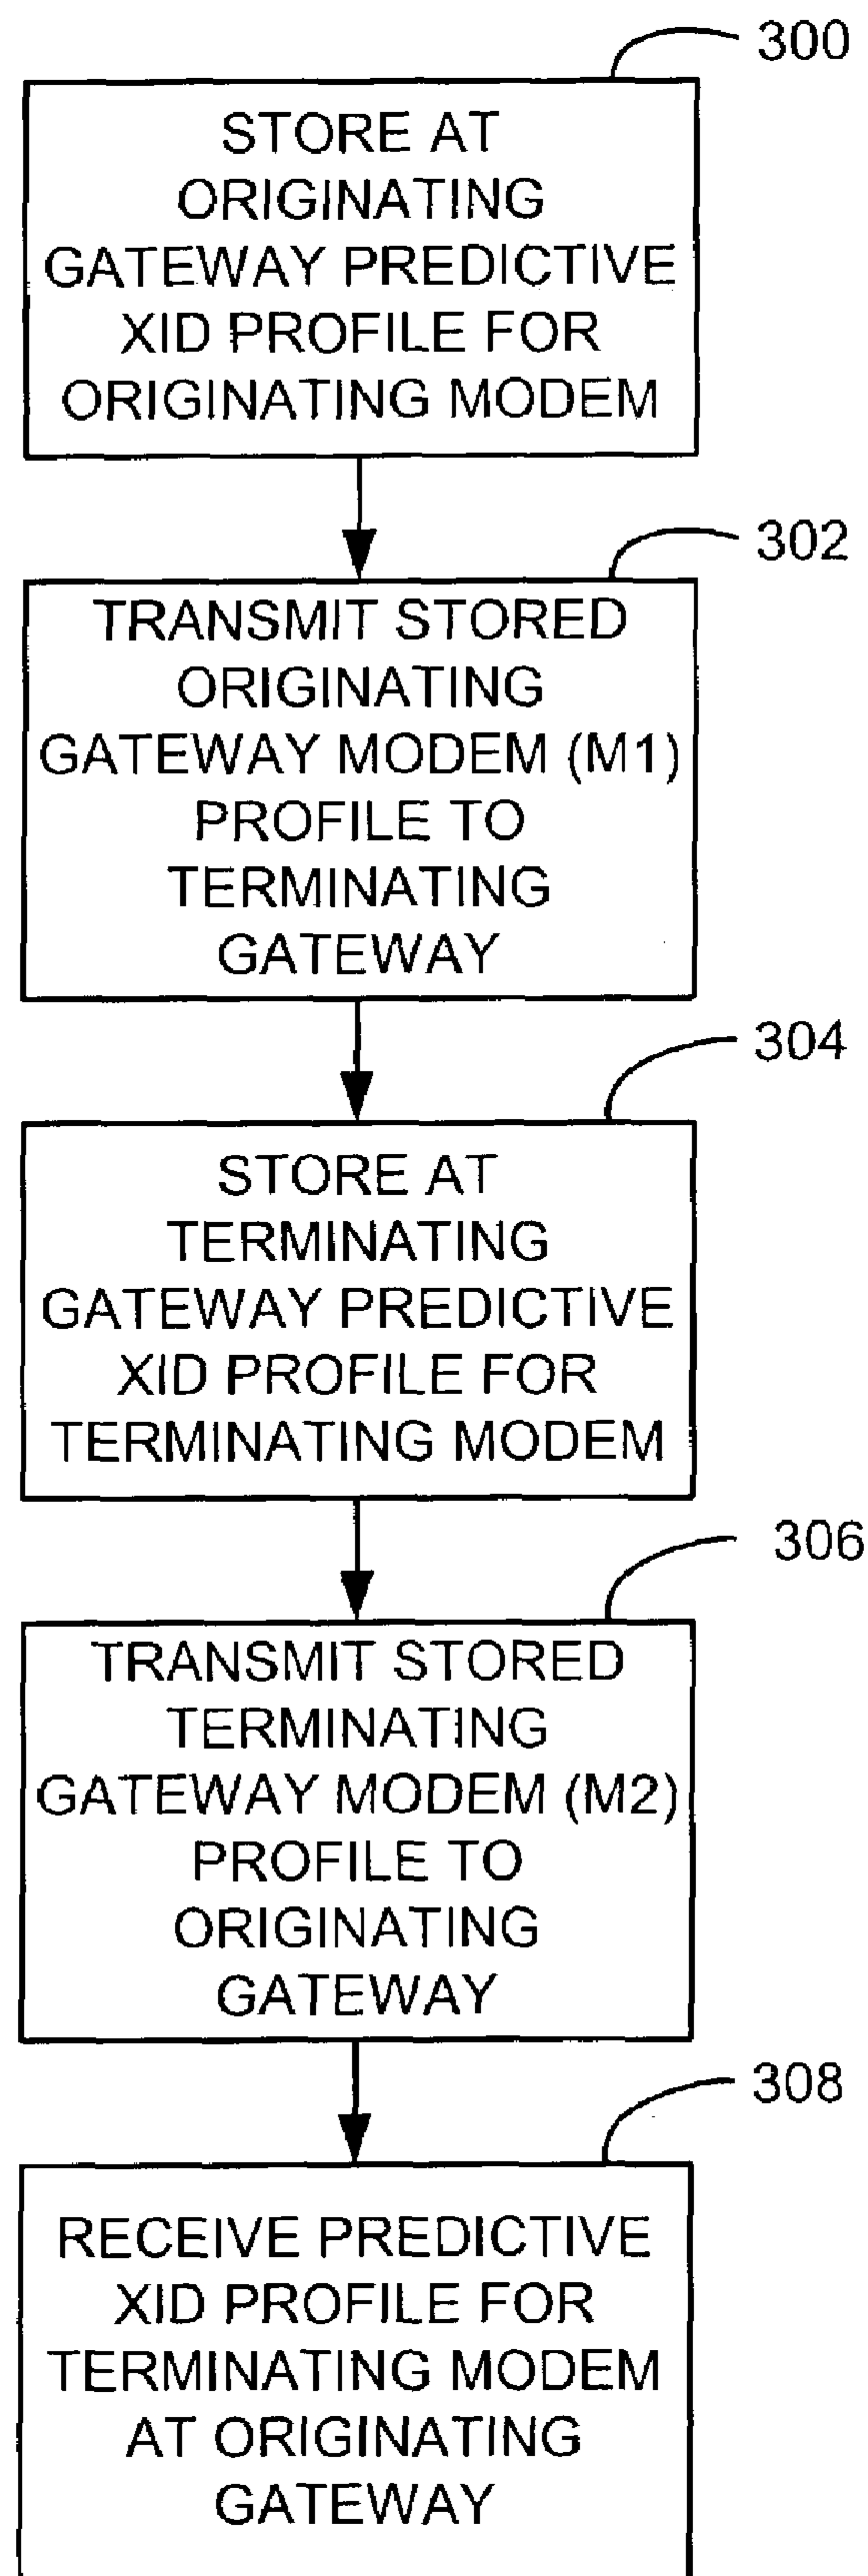 300
STORE AT
ORIGINATING
GATEWAY PREDICTIVE
XID PROFILE FOR
ORIGINATING MODEM
302
TRANSMIT STORED
ORIGINATING
GATEWAY MODEM (M1)
PROFILE TO
TERMINATING
GATEWAY
304
STORE AT
TERMINATING
GATEWAY PREDICTIVE
XID PROFILE FOR
TERMINATING MODEM
306
TRANSMIT STORED
TERMINATING
GATEWAY MODEM (M2)
PROFILE TO
ORIGINATING
GATEWAY
308
RECEIVE PREDICTIVE
XID PROFILE FOR
TERMINATING MODEM
AT ORIGINATING
GATEWAY